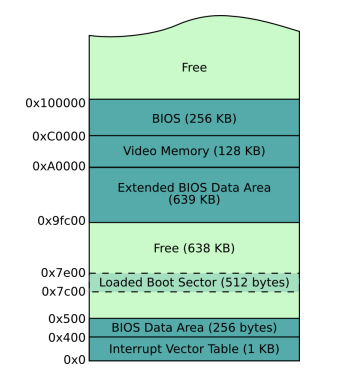 Free
0x100000
BIOS (256 KB)
0xC0000
Video Memory (128 KB)
0xA0000
Extended BIOS Data Area
(639 KB)
0x9fc00
Free (638 KB)
0x7e00
Loaded Boot Sector (512 bytes)
0x7c00
0x500
BIOS Data Area (256 bytes)
0x400
Interrupt Vector Table (1 KB)
0x0